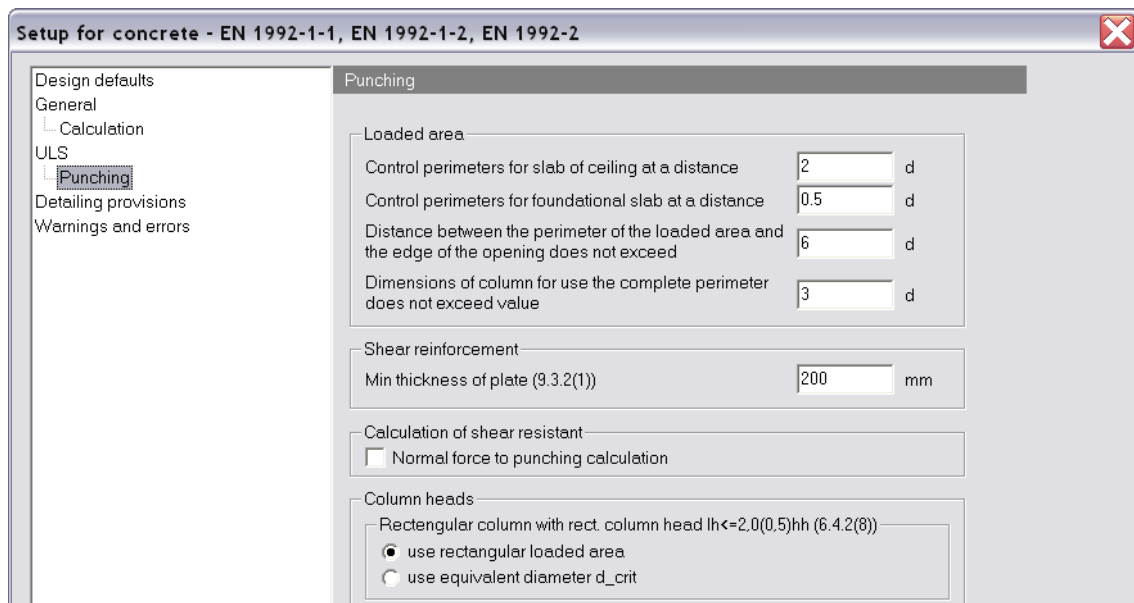 Setup for concrete - EN 1992-1-1, EN 1992-1-2, EN 1992-2
Design defaults
General
Calculation
ULS
Punching
Detailing provisions
Warnings and errors
Punching
Loaded area
Control perimeters for slab of ceiling at a distance 2 d
Control perimeters for foundational slab at a distance 0.5 d
Distance between the perimeter of the loaded area and
the edge of the opening does not exceed 6 d
Dimensions of column for use the complete perimeter
does not exceed value 3 d
Shear reinforcement
Min thickness of plate (9.3.2(1)) 200 mm
Calculation of shear resistant
Normal force to punching calculation
Column heads
Rectengular column with rect. column head lh<=2,0(0,5)hh (6.4.2(8))
use rectangular loaded area
use equivalent diameter d_crit